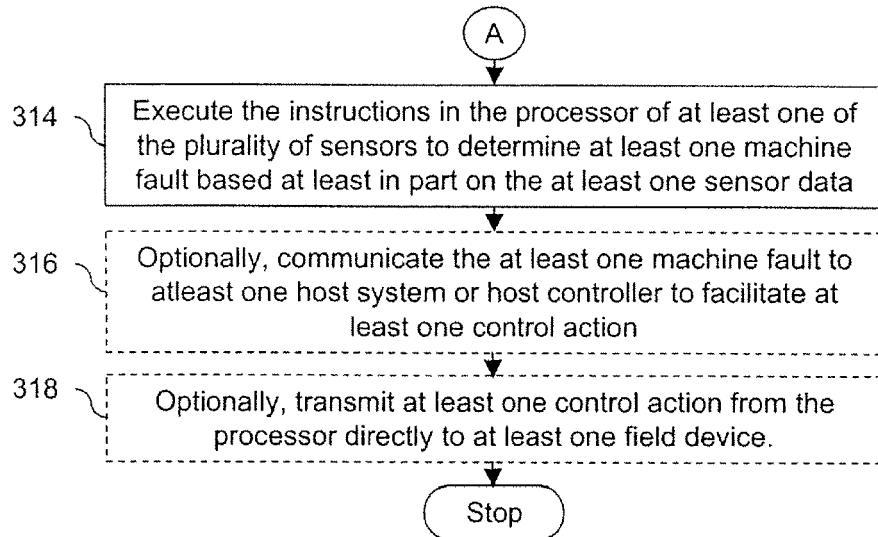 A
314
Execute the instructions in the processor of at least one of
the plurality of sensors to determine at least one machine
fault based at least in part on the at least one sensor data
316
Optionally, communicate the at least one machine fault to
atleast one host system or host controller to facilitate at
least one control action
318
Optionally, transmit at least one control action from the
processor directly to at least one field device.
Stop